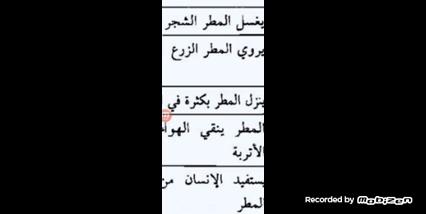 يغسل المطر الشجر
يروي المطر الزرع
ينزل المطر بكثرة في
المطر ينقي الهواء
الأتربة
يستفيد الإنسان من
المطر
Recorded by mobizen